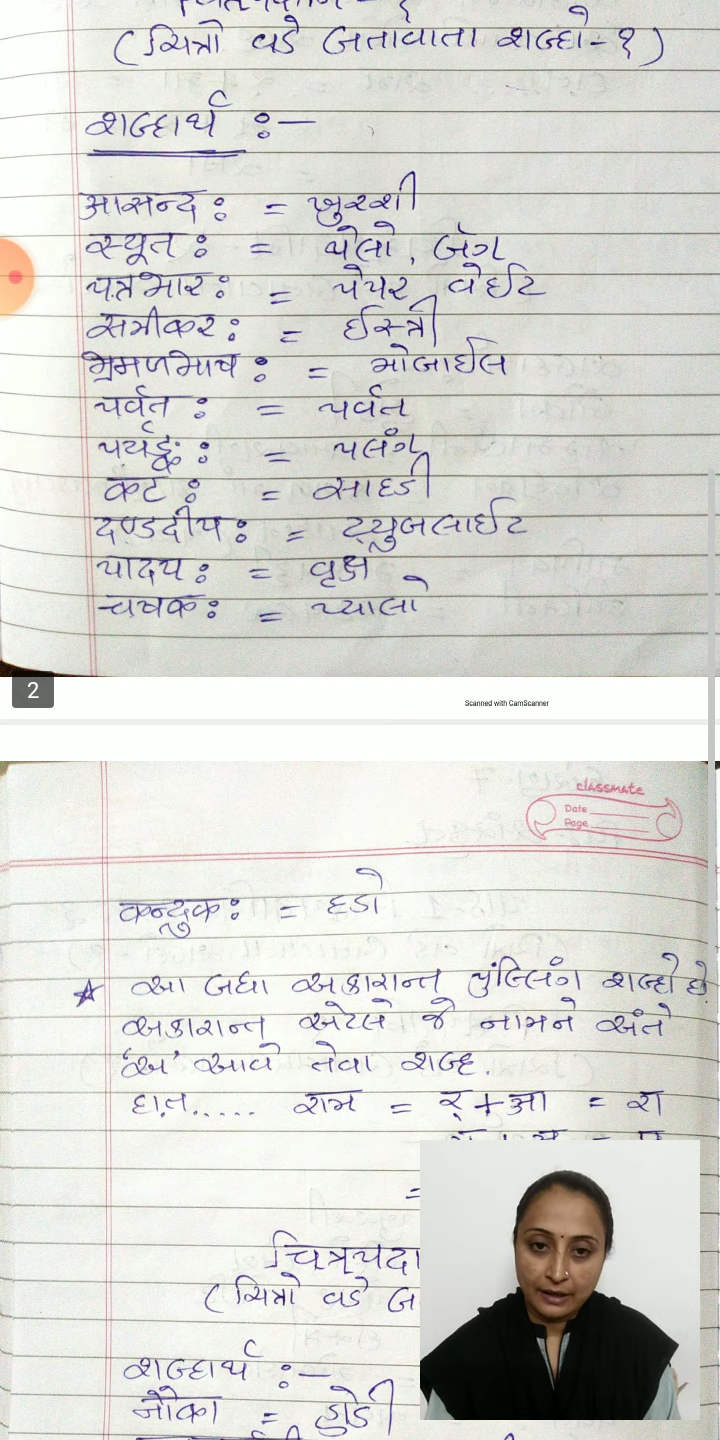 (ચિત્રો વડે બતાવાતા શબ્દો-૧)
શબ્દાર્થ :-
आसन्दः = ખુરશી
स्यूतः = થેલો, બૅગ
पत्रभारः = પેપર વેઈટ
समीकरः = ઈસ્ત્રી
भ्रमणभाषः = મોબાઈલ
पर्वतः = પર્વત
पर्यङ्कः = પલંગ
कटः = સાદડી
दण्डदीपः = ટ્યુબલાઈટ
पादपः = વૃક્ષ
चषकः = પ્યાલો
2
Scanned with CamScanner
classmate
Date
Page
कन्दुकः = દડો
★ આ બધા અકારાન્ત પુંલ્લિંગ શબ્દો છે
અકારાન્ત એટલે જે નામને અંતે
'અ' આવે તેવા શબ્દ.
દા.ત..... राम = र् + आ = रा
=
चित्रपदा
(ચિત્રો વડે બ
શબ્દાર્થ :-
नौका = હોડી